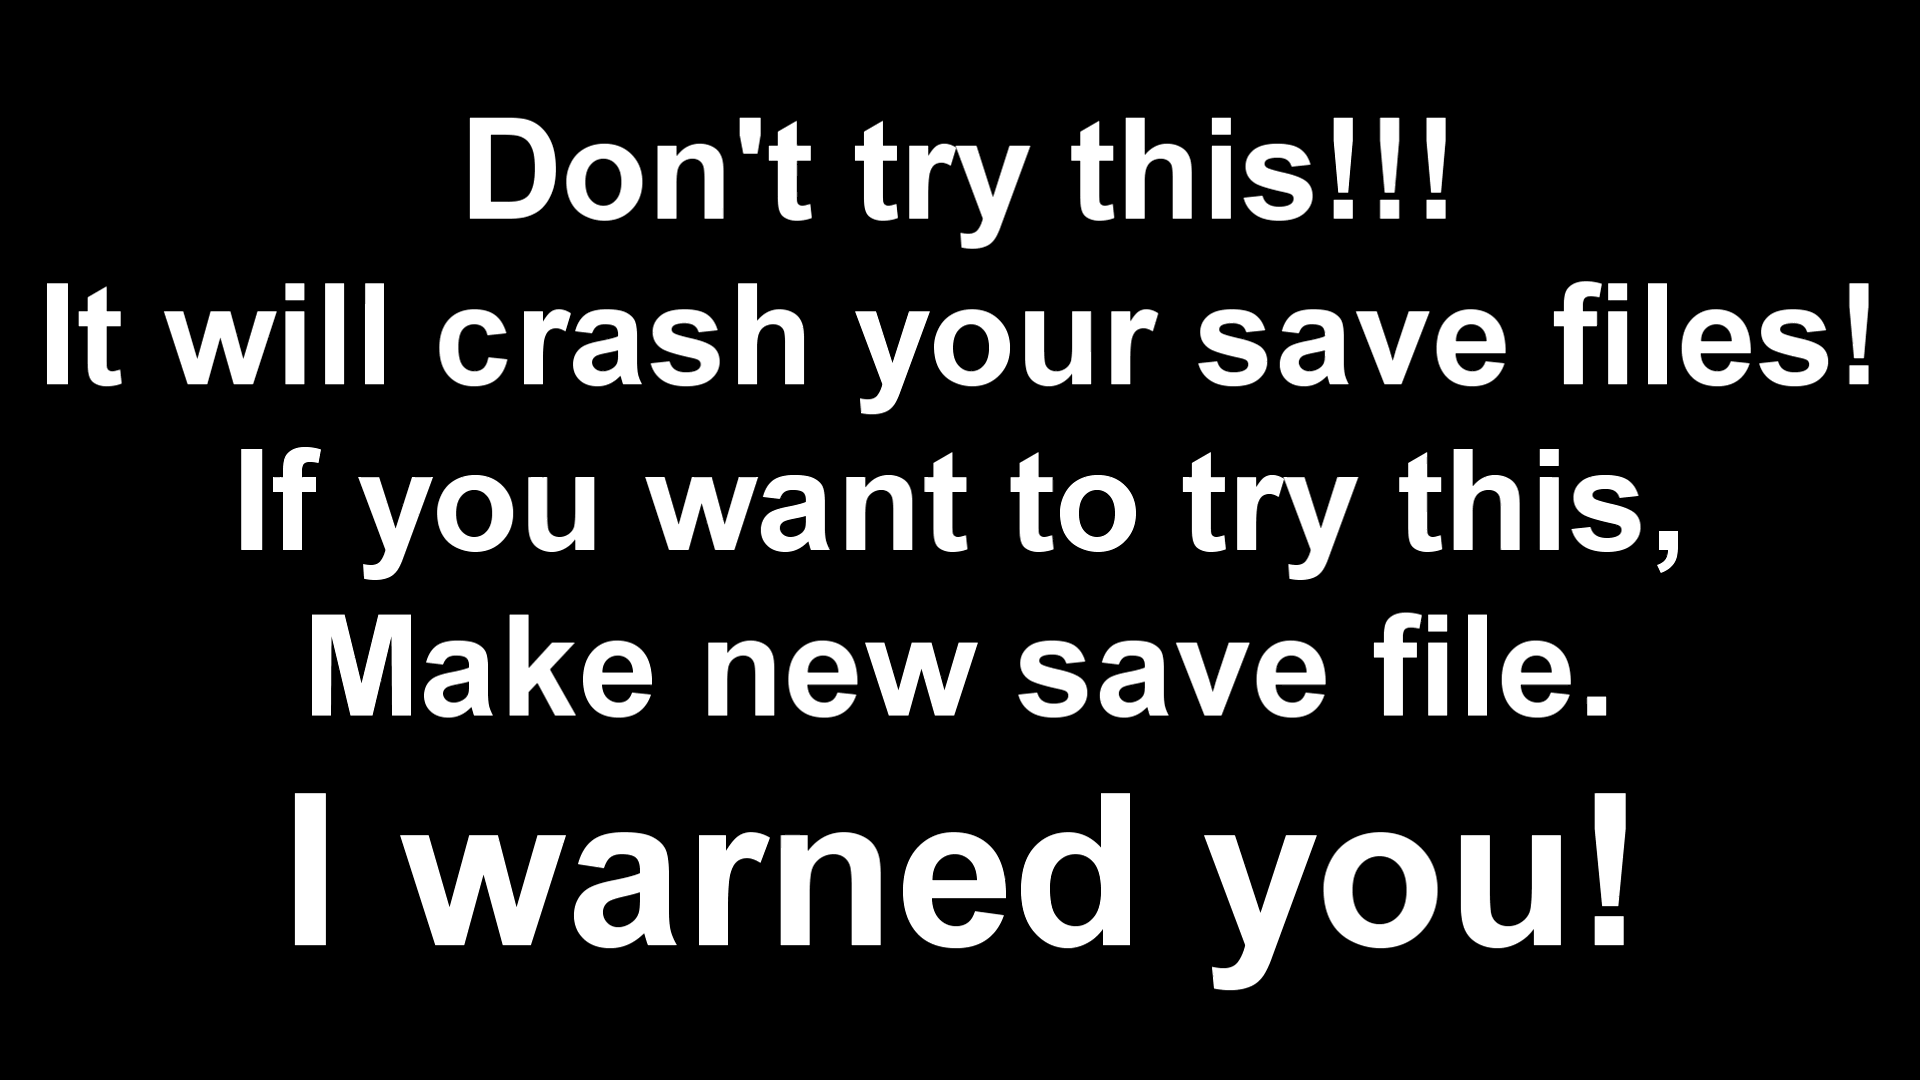 Don't try this!!!
It will crash your save files!
If you want to try this,
Make new save file.
I warned you!